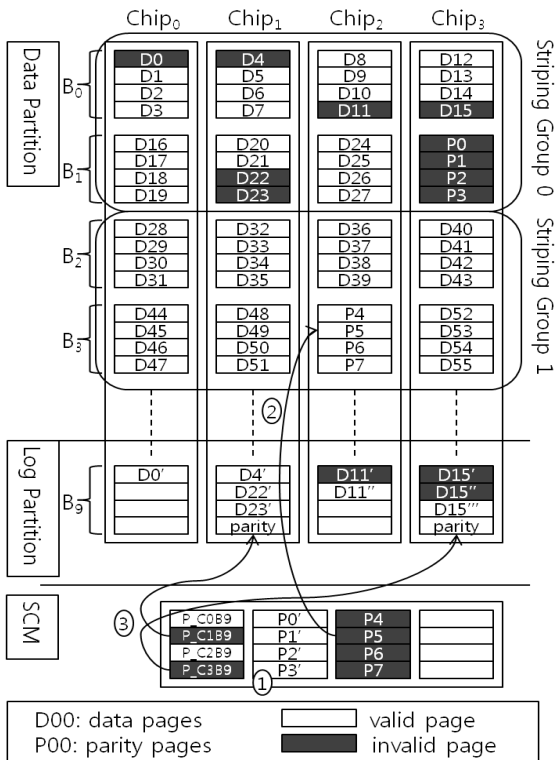 Chip0 Chip1 Chip2 Chip3
Data Partition
Striping Group 0
B0
D0 D4 D8 D12
D1 D5 D9 D13
D2 D6 D10 D14
D3 D7 D11 D15
B1
D16 D20 D24 P0
D17 D21 D25 P1
D18 D22 D26 P2
D19 D23 D27 P3
Striping Group 1
B2
D28 D32 D36 D40
D29 D33 D37 D41
D30 D34 D38 D42
D31 D35 D39 D43
B3
D44 D48 P4 D52
D45 D49 P5 D53
D46 D50 P6 D54
D47 D51 P7 D55
②
Log Partition
B9
D0′ D4′ D11′ D15′
D22′ D11′′ D15′′
D23′ D15′′′
parity parity
SCM
③
P_C0B9 P0′ P4
P_C1B9 P1′ P5
P_C2B9 P2′ P6
P_C3B9 P3′ P7
①
D00: data pages valid page
P00: parity pages invalid page